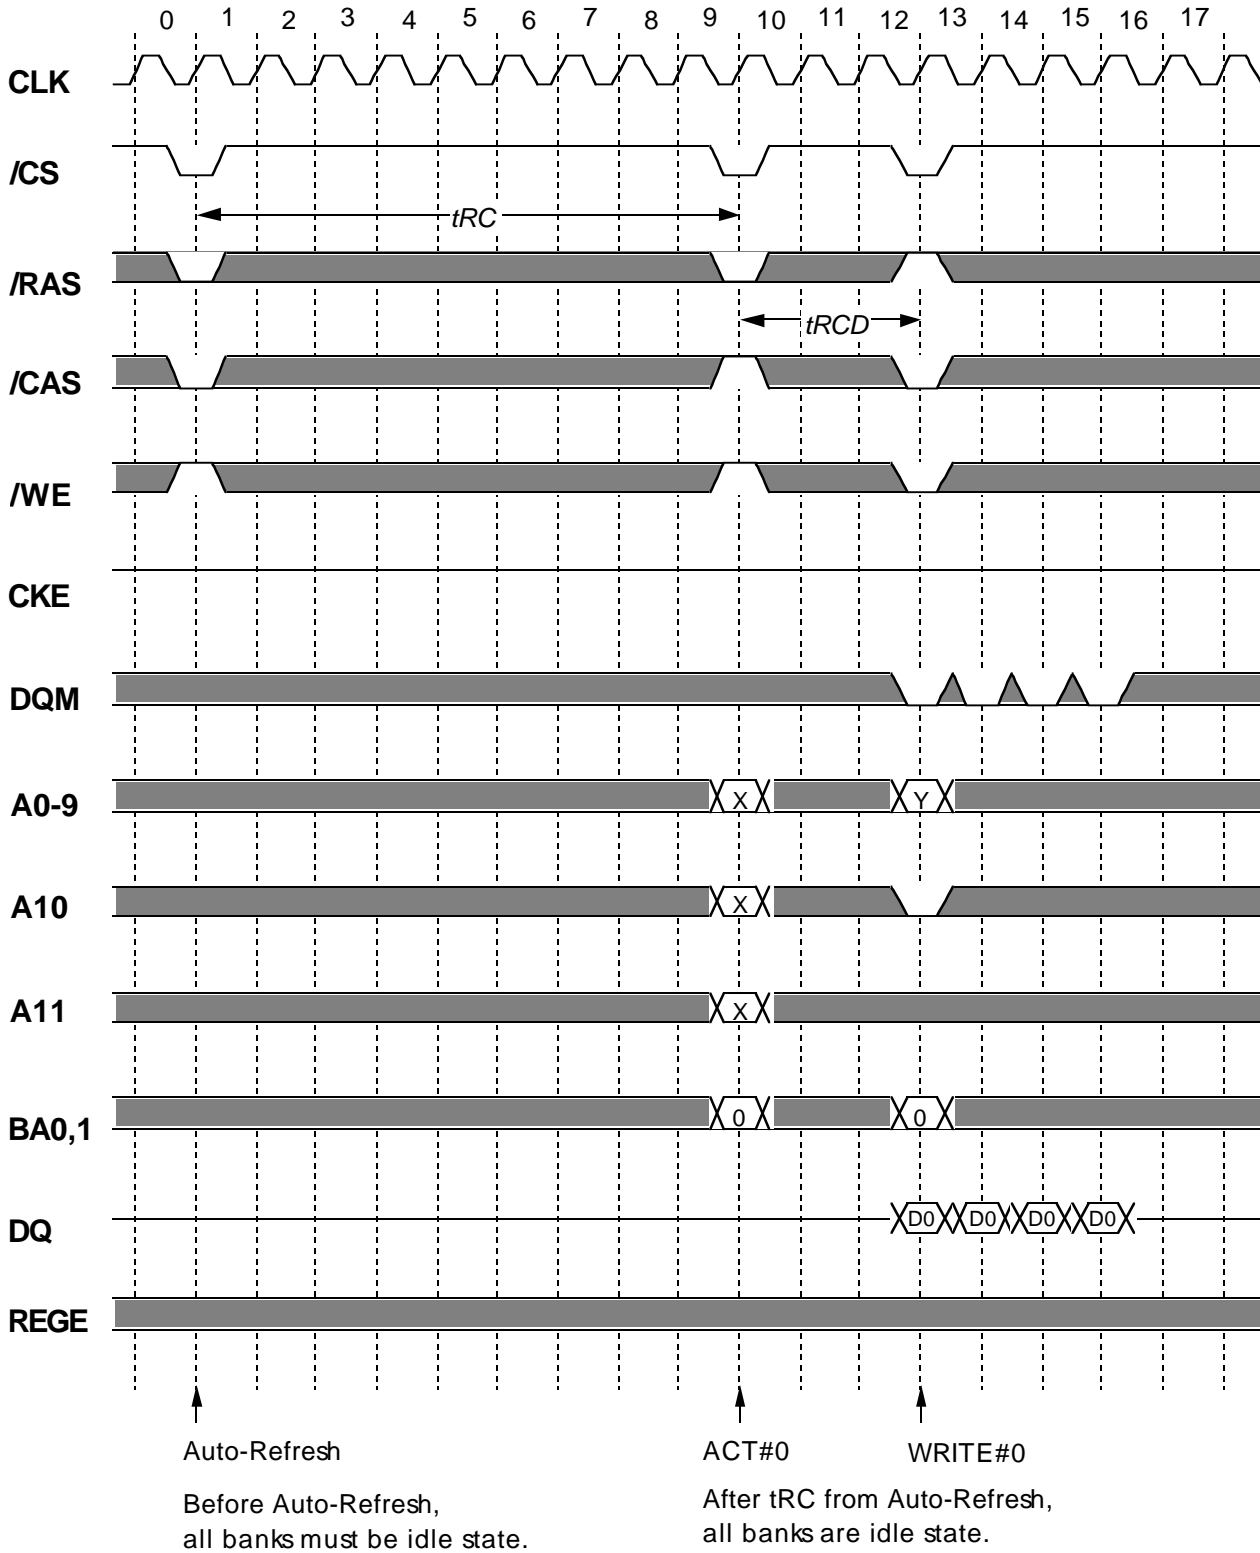 0 1 2 3 4 5 6 7 8 9 10 11 12 13 14 15 16 17
CLK
/CS
tRC
/RAS
tRCD
/CAS
/WE
CKE
DQM
A0-9 X Y
A10 X
A11 X
BA0,1 0 0
DQ D0 D0 D0 D0
REGE
Auto-Refresh ACT#0 WRITE#0
Before Auto-Refresh,
all banks must be idle state.
After tRC from Auto-Refresh,
all banks are idle state.